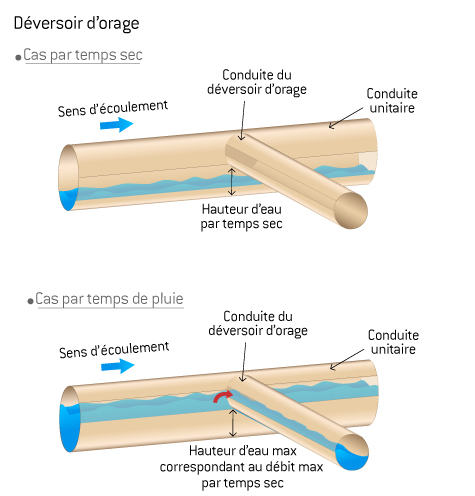 Déversoir d'orage
Cas par temps sec
Conduite du
déversoir d'orage
Conduite
unitaire
Sens d'écoulement
Hauteur d'eau
par temps sec
Cas par temps de pluie
Conduite du
déversoir d'orage
Conduite
unitaire
Sens d'écoulement
Hauteur d'eau max
correspondant au débit max
par temps sec